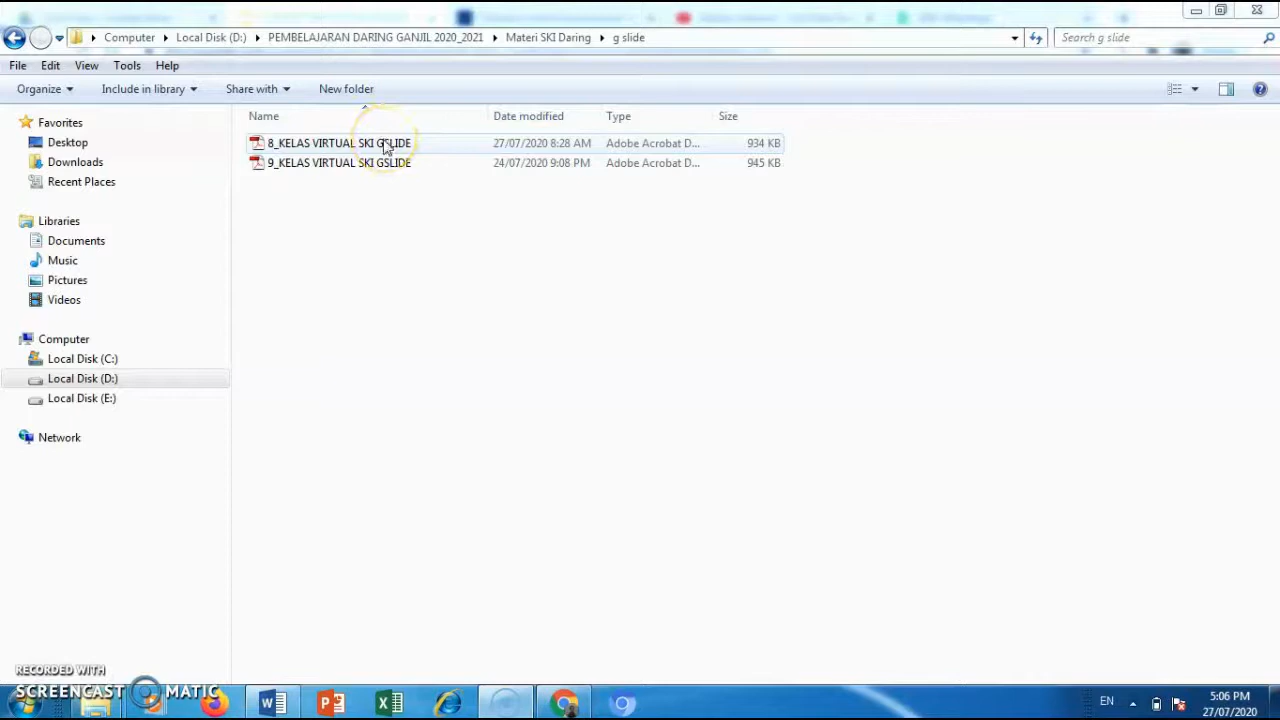 Computer Local Disk (D:) PEMBELAJARAN DARING GANJIL 2020_2021 Materi SKI Daring g slide Search g slide
File Edit View Tools Help
Organize Include in library Share with New folder
Name Date modified Type Size
8_KELAS VIRTUAL SKI GSLIDE 27/07/2020 8:28 AM Adobe Acrobat D... 934 KB
9_KELAS VIRTUAL SKI GSLIDE 24/07/2020 9:08 PM Adobe Acrobat D... 945 KB
Favorites
Desktop
Downloads
Recent Places
Libraries
Documents
Music
Pictures
Videos
Computer
Local Disk (C:)
Local Disk (D:)
Local Disk (E:)
Network
RECORDED WITH
SCREENCAST MATIC
EN
5:06 PM
27/07/2020